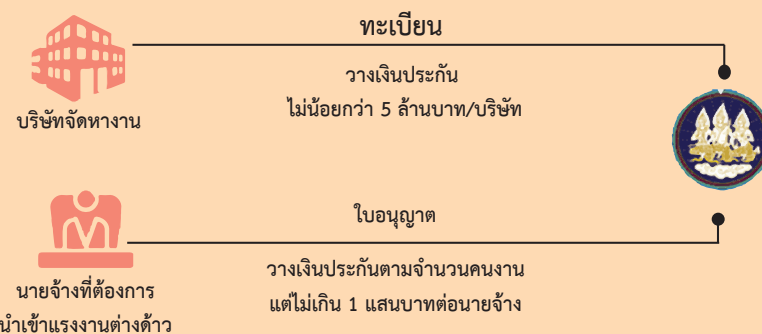 ทะเบียน
วางเงินประกัน
ไม่น้อยกว่า 5 ล้านบาท/บริษัท
บริษัทจัดหางาน
ใบอนุญาต
วางเงินประกันตามจำนวนคนงาน
แต่ไม่เกิน 1 แสนบาทต่อนายจ้าง
นายจ้างที่ต้องการ
นำเข้าแรงงานต่างด้าว